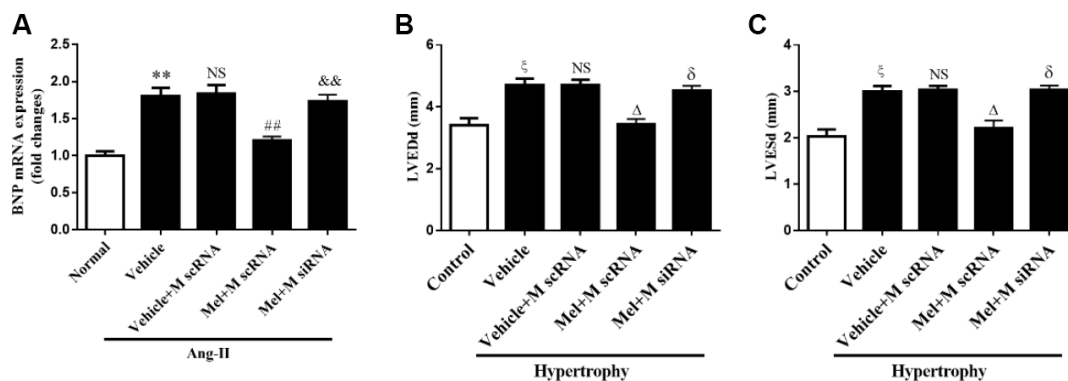 A
BNP mRNA expression
(fold changes)
2.5
2.0
1.5
1.0
0.5
0.0
**
NS
##
&&
Normal
Vehicle
Vehicle+M scRNA
Mel+M scRNA
Mel+M siRNA
Ang-II
B
LVEDd (mm)
6
4
2
0
ξ
NS
Δ
δ
Control
Vehicle
Vehicle+M scRNA
Mel+M scRNA
Mel+M siRNA
Hypertrophy
C
LVESd (mm)
4
3
2
1
0
ξ
NS
Δ
δ
Control
Vehicle
Vehicle+M scRNA
Mel+M scRNA
Mel+M siRNA
Hypertrophy